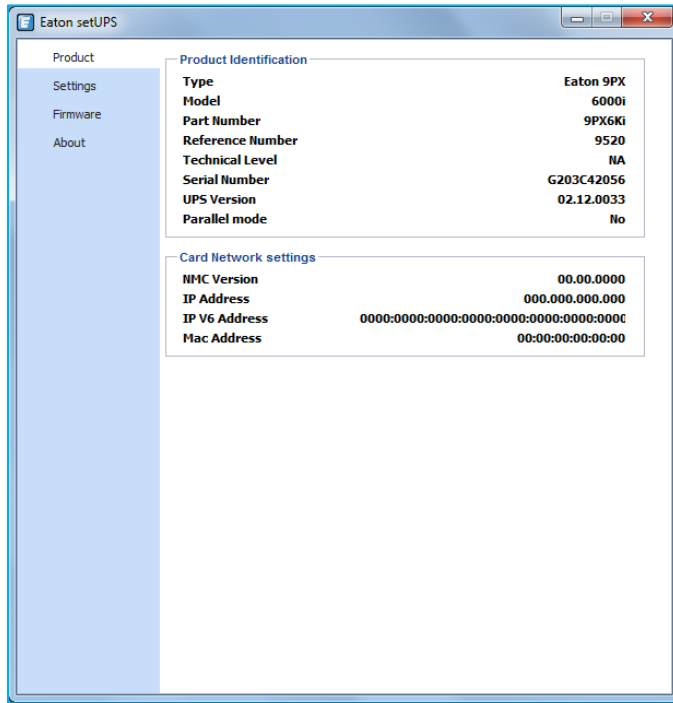 Eaton setUPS
Product
Settings
Firmware
About
Product Identification
Type Eaton 9PX
Model 6000i
Part Number 9PX6Ki
Reference Number 9520
Technical Level NA
Serial Number G203C42056
UPS Version 02.12.0033
Parallel mode No
Card Network settings
NMC Version 00.00.0000
IP Address 000.000.000.000
IP V6 Address 0000:0000:0000:0000:0000:0000:0000:0000
Mac Address 00:00:00:00:00:00